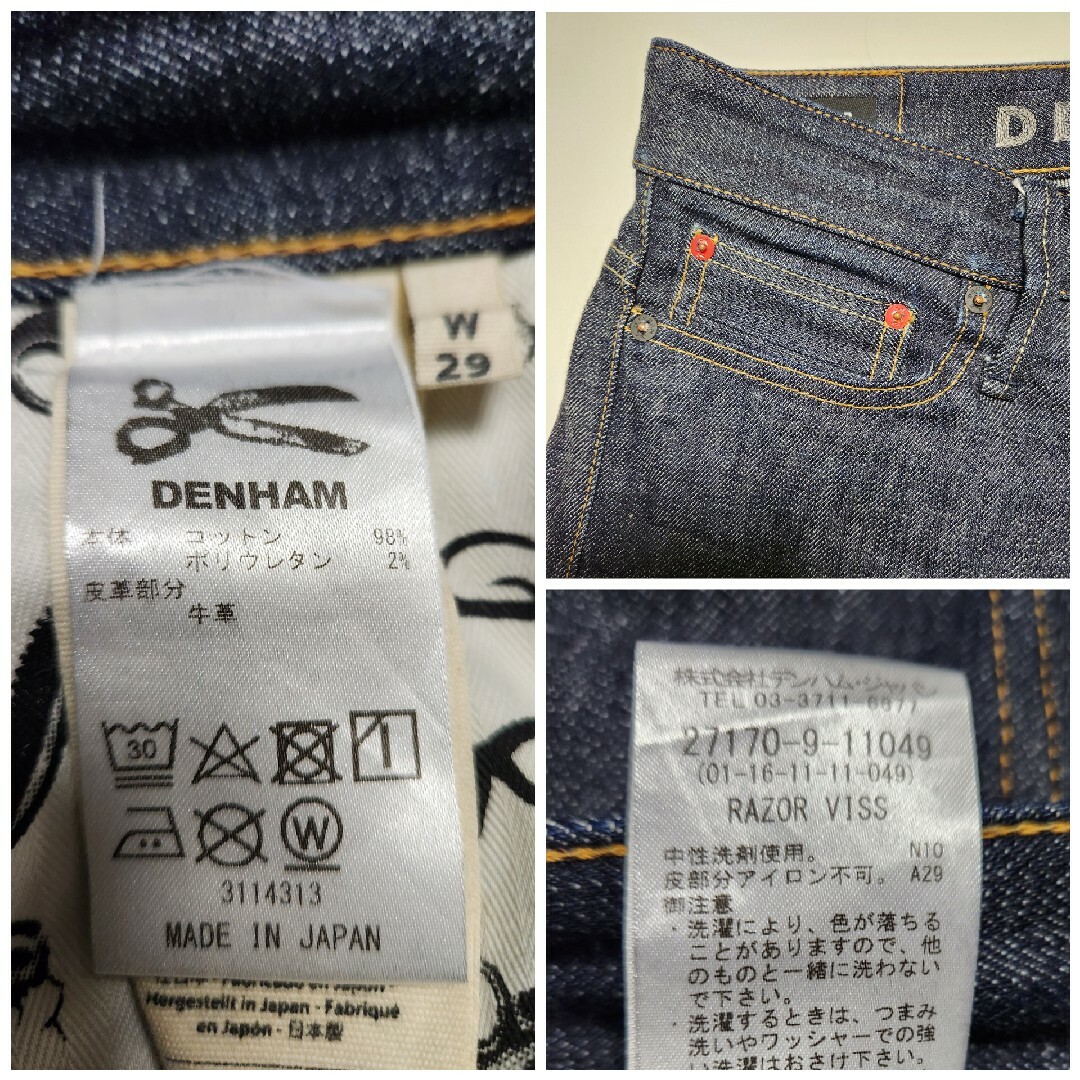 W
29
DENHAM
本体 コットン 98%
ポリウレタン 2%
皮革部分
牛革
30
W
3114313
MADE IN JAPAN
Hergestellt in Japan · Fabriqué
en Japón · 日本製
D
株式会社デンハム・ジャパン
TEL 03-3711-6677
27170-9-11049
(01-16-11-11-049)
RAZOR VISS
中性洗剤使用。 N10
皮部分アイロン不可。 A29
御注意
・洗濯により、色が落ちる
ことがありますので、他
のものと一緒に洗わない
で下さい。
・洗濯するときは、つまみ
洗いやワッシャーでの強
い洗濯はおさけ下さい。